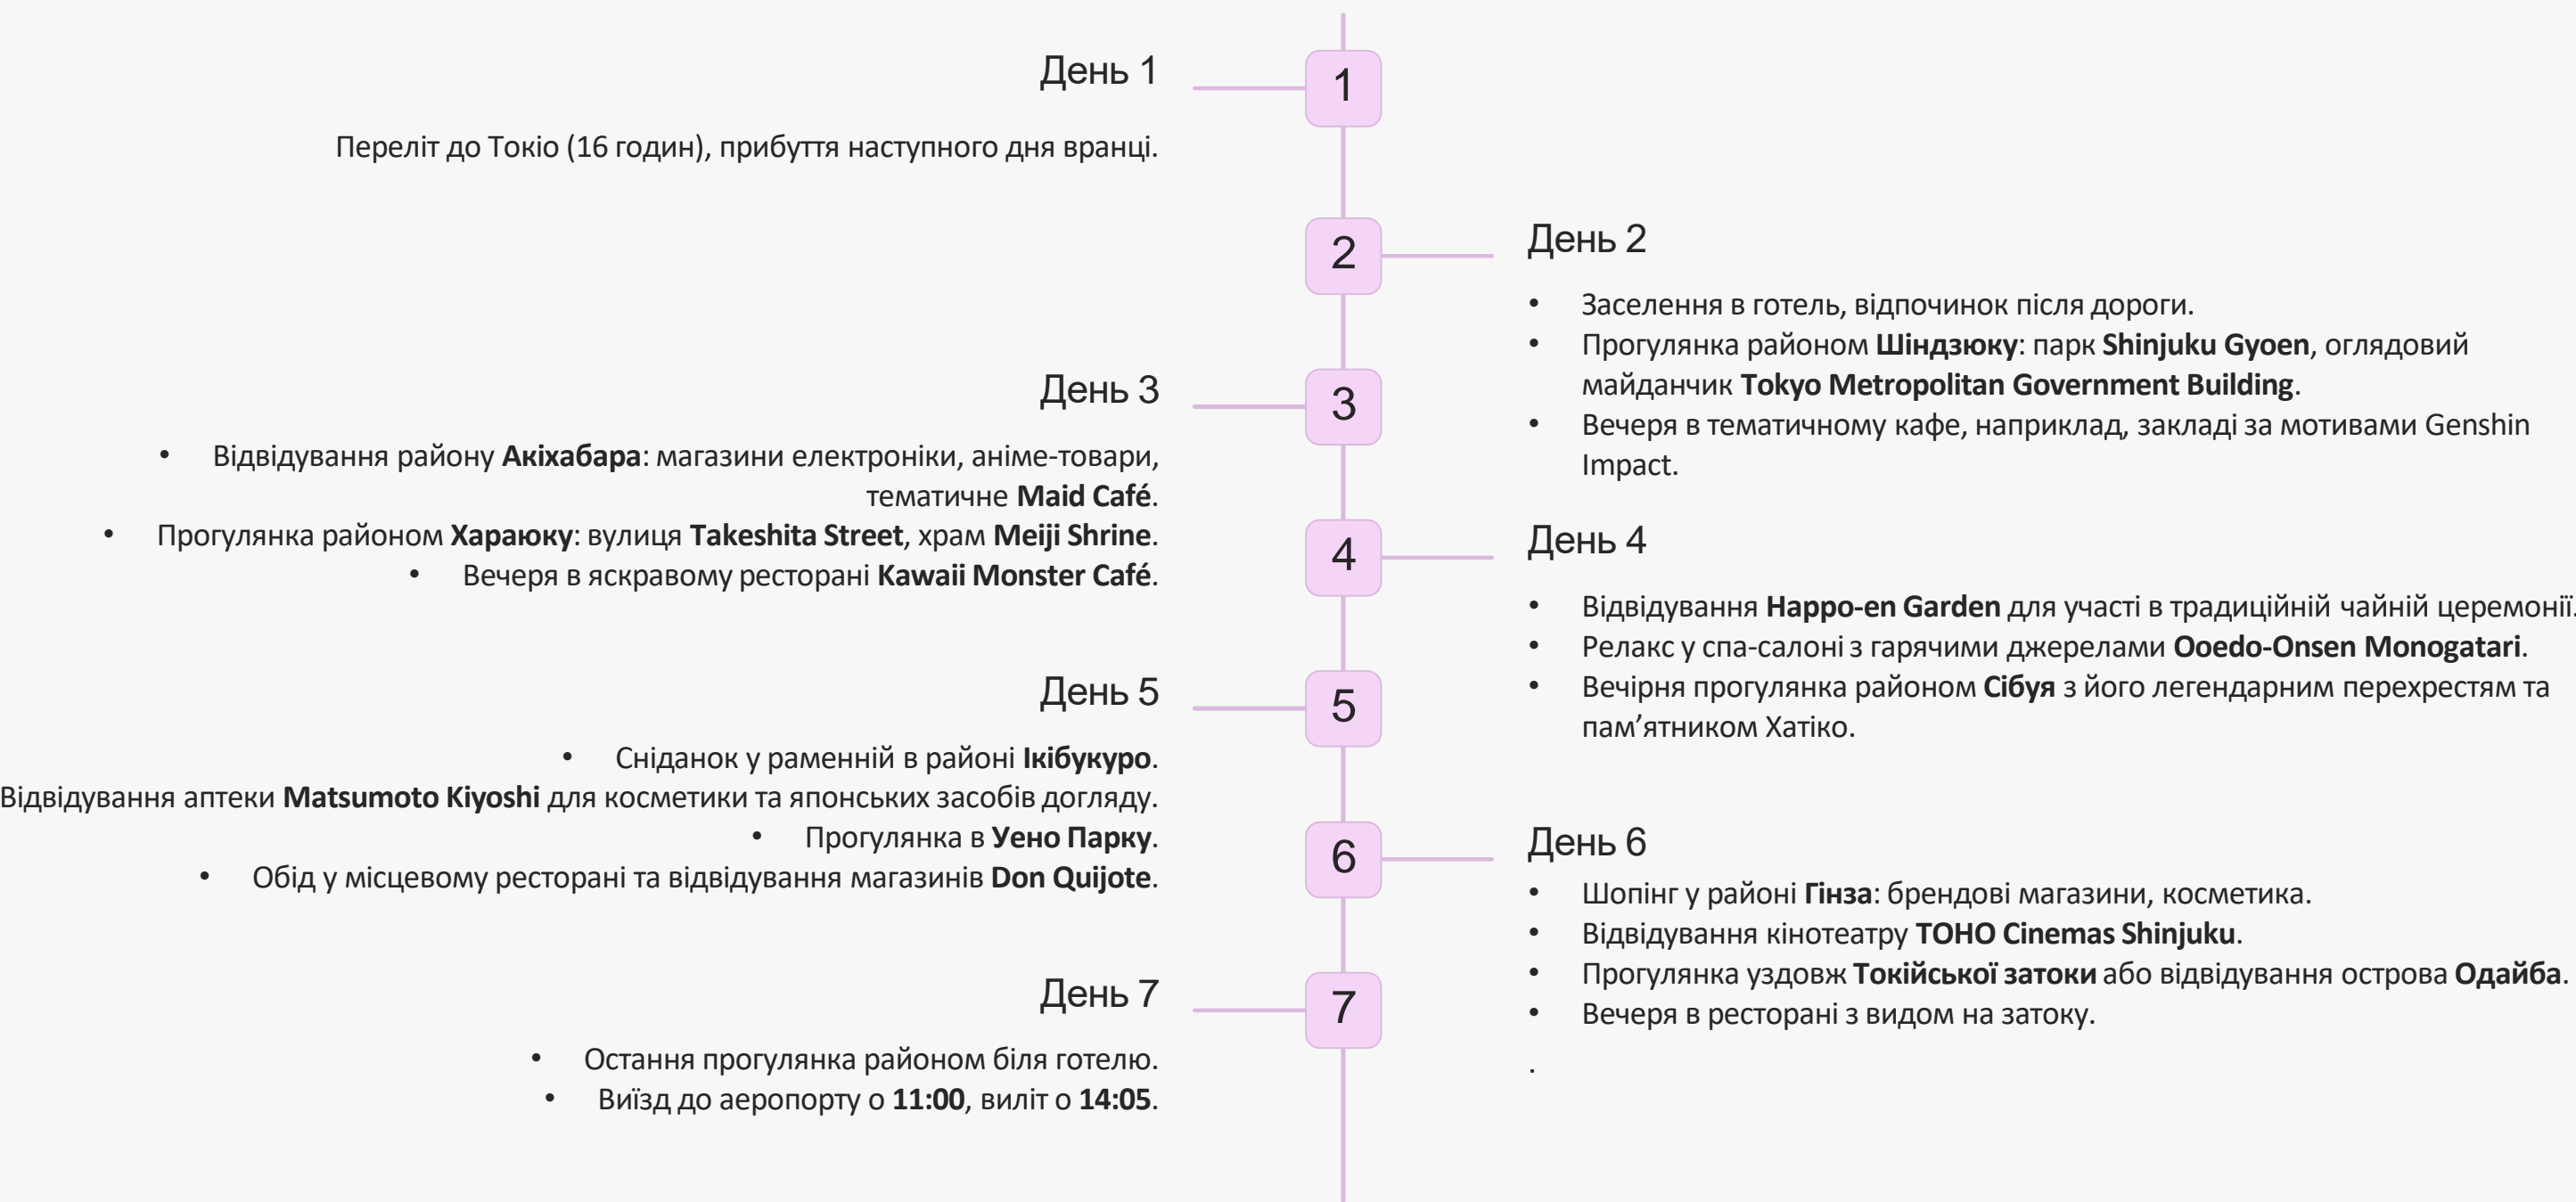 День 1
1
Переліт до Токіо (16 годин), прибуття наступного дня вранці.
2
День 2
• Заселення в готель, відпочинок після дороги.
• Прогулянка районом Шіндзюку: парк Shinjuku Gyoen, оглядовий
майданчик Tokyo Metropolitan Government Building.
• Вечеря в тематичному кафе, наприклад, закладі за мотивами Genshin
Impact.
День 3
3
• Відвідування району Акіхабара: магазини електроніки, аніме-товари,
тематичне Maid Café.
• Прогулянка районом Хараюку: вулиця Takeshita Street, храм Meiji Shrine.
• Вечеря в яскравому ресторані Kawaii Monster Café.
4
День 4
• Відвідування Happo-en Garden для участі в традиційній чайній церемонії.
• Релакс у спа-салоні з гарячими джерелами Ooedo-Onsen Monogatari.
• Вечірня прогулянка районом Сібуя з його легендарним перехрестям та
пам’ятником Хатіко.
День 5
5
• Сніданок у раменній в районі Ікібукуро.
Відвідування аптеки Matsumoto Kiyoshi для косметики та японських засобів догляду.
• Прогулянка в Уено Парку.
• Обід у місцевому ресторані та відвідування магазинів Don Quijote.
6
День 6
• Шопінг у районі Гінза: брендові магазини, косметика.
• Відвідування кінотеатру TOHO Cinemas Shinjuku.
• Прогулянка уздовж Токійської затоки або відвідування острова Одайба.
• Вечеря в ресторані з видом на затоку.
.
День 7
7
• Остання прогулянка районом біля готелю.
• Виїзд до аеропорту о 11:00, виліт о 14:05.